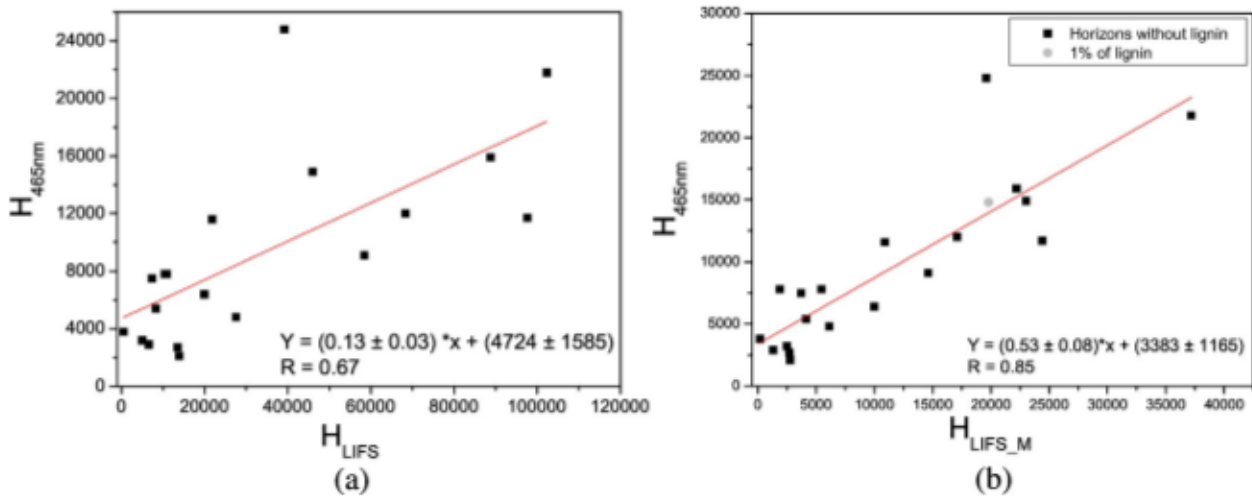 24000
20000
16000
12000
8000
4000
0
H465nm
Y = (0.13 ± 0.03) *x + (4724 ± 1585)
R = 0.67
0 20000 40000 60000 80000 100000 120000
HLIFS
(a)
30000
25000
20000
15000
10000
5000
0
H465nm
Horizons without lignin
1% of lignin
Y = (0.53 ± 0.08)*x + (3383 ± 1165)
R = 0.85
0 5000 10000 15000 20000 25000 30000 35000 40000
HLIFS_M
(b)